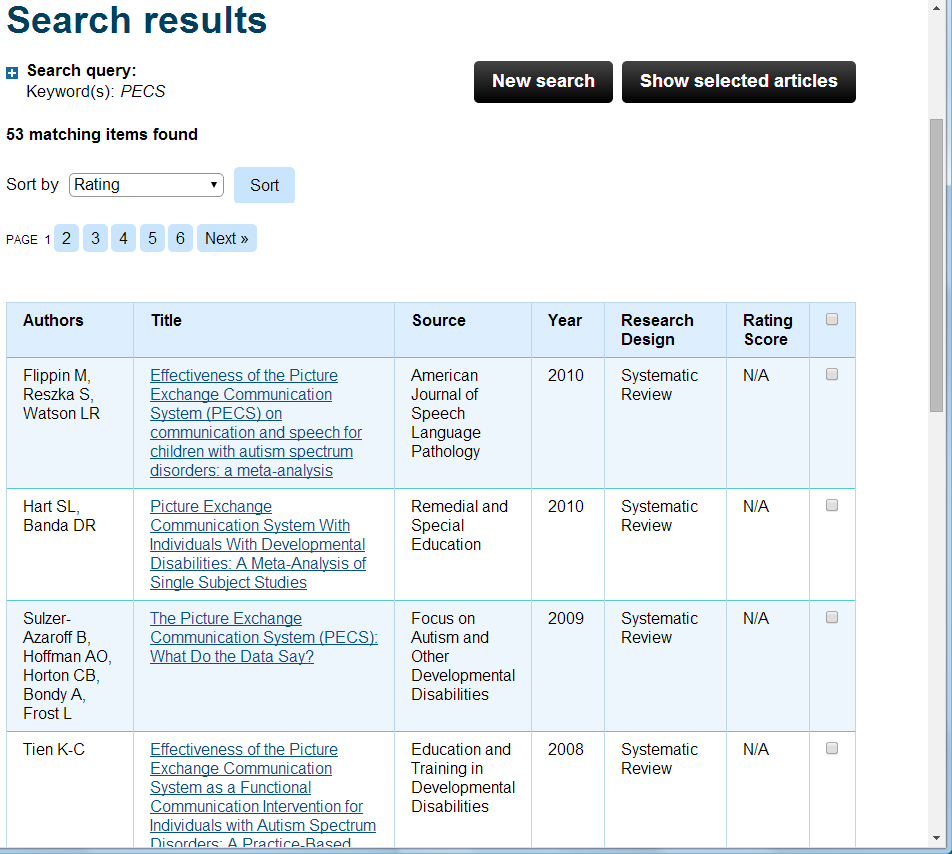 Search results
Search query:
Keyword(s): PECS
New search
Show selected articles
53 matching items found
Sort by Rating Sort
PAGE 1 2 3 4 5 6 Next »
Authors
Title
Source
Year
Research
Design
Rating
Score
Flippin M,
Reszka S,
Watson LR
Effectiveness of the Picture
Exchange Communication
System (PECS) on
communication and speech for
children with autism spectrum
disorders: a meta-analysis
American
Journal of
Speech
Language
Pathology
2010
Systematic
Review
N/A
Hart SL,
Banda DR
Picture Exchange
Communication System With
Individuals With Developmental
Disabilities: A Meta-Analysis of
Single Subject Studies
Remedial and
Special
Education
2010
Systematic
Review
N/A
Sulzer-
Azaroff B,
Hoffman AO,
Horton CB,
Bondy A,
Frost L
The Picture Exchange
Communication System (PECS):
What Do the Data Say?
Focus on
Autism and
Other
Developmental
Disabilities
2009
Systematic
Review
N/A
Tien K-C
Effectiveness of the Picture
Exchange Communication
System as a Functional
Communication Intervention for
Individuals with Autism Spectrum
Disorders: A Practice-Based
Education and
Training in
Developmental
Disabilities
2008
Systematic
Review
N/A